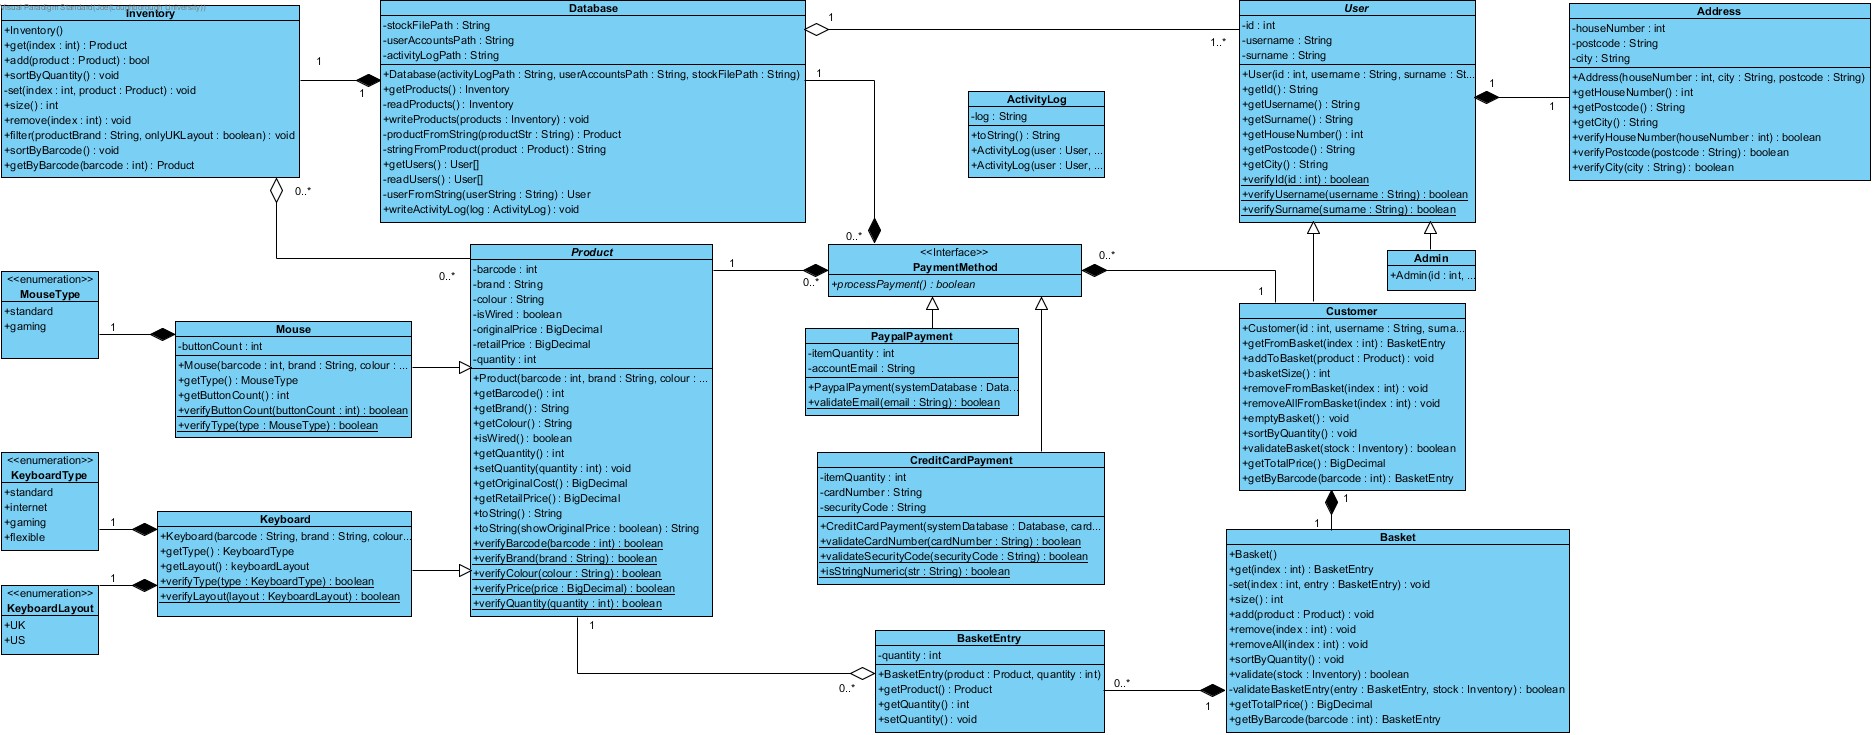 Visual Paradigm Standard(Joel(Loughborough University))
Inventory
+Inventory()
+get(index : int) : Product
+add(product : Product) : bool
+sortByQuantity() : void
-set(index : int, product : Product) : void
+size() : int
+remove(index : int) : void
+filter(productBrand : String, onlyUKLayout : boolean) : void
+sortByBarcode() : void
+getByBarcode(barcode : int) : Product
1
1
0..*
0..*
Database
-stockFilePath : String
-userAccountsPath : String
-activityLogPath : String
+Database(activityLogPath : String, userAccountsPath : String, stockFilePath : String)
+getProducts() : Inventory
-readProducts() : Inventory
+writeProducts(products : Inventory) : void
-productFromString(productStr : String) : Product
-stringFromProduct(product : Product) : String
+getUsers() : User[]
-readUsers() : User[]
-userFromString(userString : String) : User
+writeActivityLog(log : ActivityLog) : void
1
1..*
1
0..*
ActivityLog
-log : String
+toString() : String
+ActivityLog(user : User, ...
+ActivityLog(user : User, ...
User
-id : int
-username : String
-surname : String
+User(id : int, username : String, surname : St...
+getId() : String
+getUsername() : String
+getSurname() : String
+getHouseNumber() : int
+getPostcode() : String
+getCity() : String
+verifyId(id : int) : boolean
+verifyUsername(username : String) : boolean
+verifySurname(surname : String) : boolean
1
1
Address
-houseNumber : int
-postcode : String
-city : String
+Address(houseNumber : int, city : String, postcode : String)
+getHouseNumber() : int
+getPostcode() : String
+getCity() : String
+verifyHouseNumber(houseNumber : int) : boolean
+verifyPostcode(postcode : String) : boolean
+verifyCity(city : String) : boolean
<<enumeration>>
MouseType
+standard
+gaming
1
Mouse
-buttonCount : int
+Mouse(barcode : int, brand : String, colour : ...
+getType() : MouseType
+getButtonCount() : int
+verifyButtonCount(buttonCount : int) : boolean
+verifyType(type : MouseType) : boolean
<<enumeration>>
KeyboardType
+standard
+internet
+gaming
+flexible
1
<<enumeration>>
KeyboardLayout
+UK
+US
1
Keyboard
+Keyboard(barcode : String, brand : String, colour...
+getType() : KeyboardType
+getLayout() : keyboardLayout
+verifyType(type : KeyboardType) : boolean
+verifyLayout(layout : KeyboardLayout) : boolean
Product
-barcode : int
-brand : String
-colour : String
-isWired : boolean
-originalPrice : BigDecimal
-retailPrice : BigDecimal
-quantity : int
+Product(barcode : int, brand : String, colour : ...
+getBarcode() : int
+getBrand() : String
+getColour() : String
+isWired() : boolean
+getQuantity() : int
+setQuantity(quantity : int) : void
+getOriginalCost() : BigDecimal
+getRetailPrice() : BigDecimal
+toString() : String
+toString(showOriginalPrice : boolean) : String
+verifyBarcode(barcode : int) : boolean
+verifyBrand(brand : String) : boolean
+verifyColour(colour : String) : boolean
+verifyPrice(price : BigDecimal) : boolean
+verifyQuantity(quantity : int) : boolean
1
0..*
1
0..*
<<Interface>>
PaymentMethod
+processPayment() : boolean
0..*
1
PaypalPayment
-itemQuantity : int
-accountEmail : String
+PaypalPayment(systemDatabase : Data...
+validateEmail(email : String) : boolean
CreditCardPayment
-itemQuantity : int
-cardNumber : String
-securityCode : String
+CreditCardPayment(systemDatabase : Database, card...
+validateCardNumber(cardNumber : String) : boolean
+validateSecurityCode(securityCode : String) : boolean
+isStringNumeric(str : String) : boolean
Admin
+Admin(id : int, ...
Customer
+Customer(id : int, username : String, surna...
+getFromBasket(index : int) : BasketEntry
+addToBasket(product : Product) : void
+basketSize() : int
+removeFromBasket(index : int) : void
+removeAllFromBasket(index : int) : void
+emptyBasket() : void
+sortByQuantity() : void
+validateBasket(stock : Inventory) : boolean
+getTotalPrice() : BigDecimal
+getByBarcode(barcode : int) : BasketEntry
1
1
BasketEntry
-quantity : int
+BasketEntry(product : Product, quantity : int)
+getProduct() : Product
+getQuantity() : int
+setQuantity() : void
0..*
1
Basket
+Basket()
+get(index : int) : BasketEntry
-set(index : int, entry : BasketEntry) : void
+size() : int
+add(product : Product) : void
+remove(index : int) : void
+removeAll(index : int) : void
+sortByQuantity() : void
+validate(stock : Inventory) : boolean
-validateBasketEntry(entry : BasketEntry, stock : Inventory) : boolean
+getTotalPrice() : BigDecimal
+getByBarcode(barcode : int) : BasketEntry